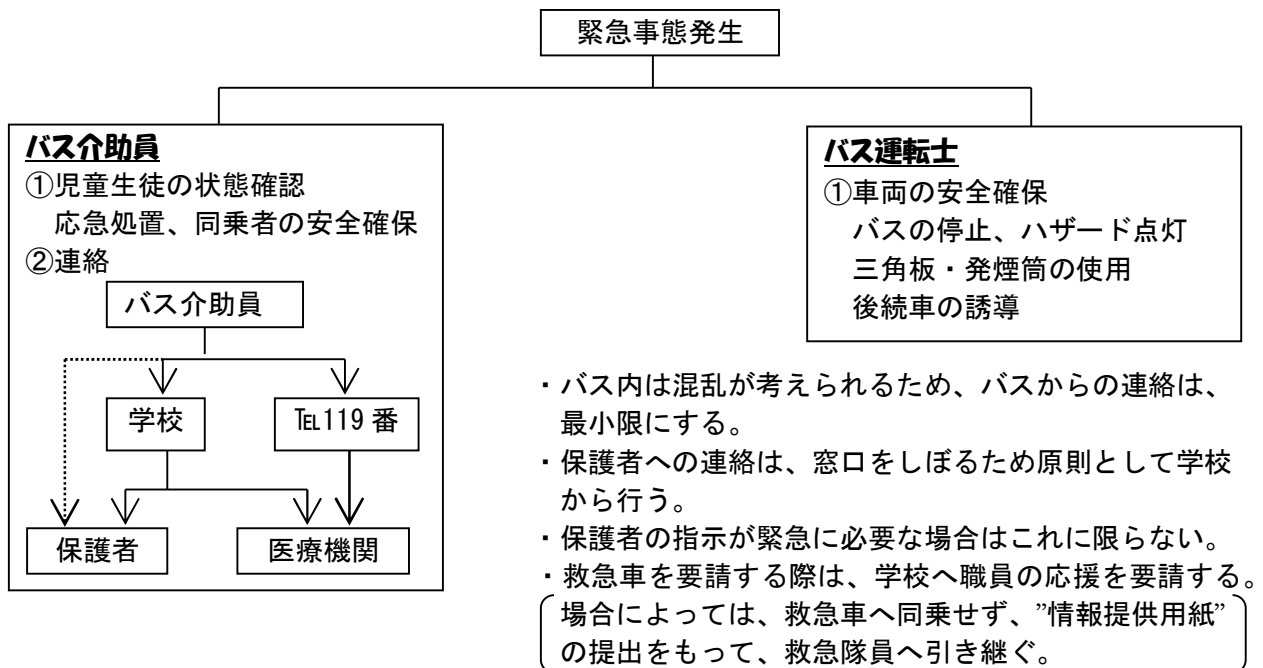 緊急事態発生
バス介助員
①児童生徒の状態確認
応急処置、同乗者の安全確保
②連絡
バス介助員
学校
℡119番
保護者
医療機関
バス運転士
①車両の安全確保
バスの停止、ハザード点灯
三角板・発煙筒の使用
後続車の誘導
・バス内は混乱が考えられるため、バスからの連絡は、
最小限にする。
・保護者への連絡は、窓口をしぼるため原則として学校
から行う。
・保護者の指示が緊急に必要な場合はこれに限らない。
・救急車を要請する際は、学校へ職員の応援を要請する。
場合によっては、救急車へ同乗せず、”情報提供用紙”
の提出をもって、救急隊員へ引き継ぐ。